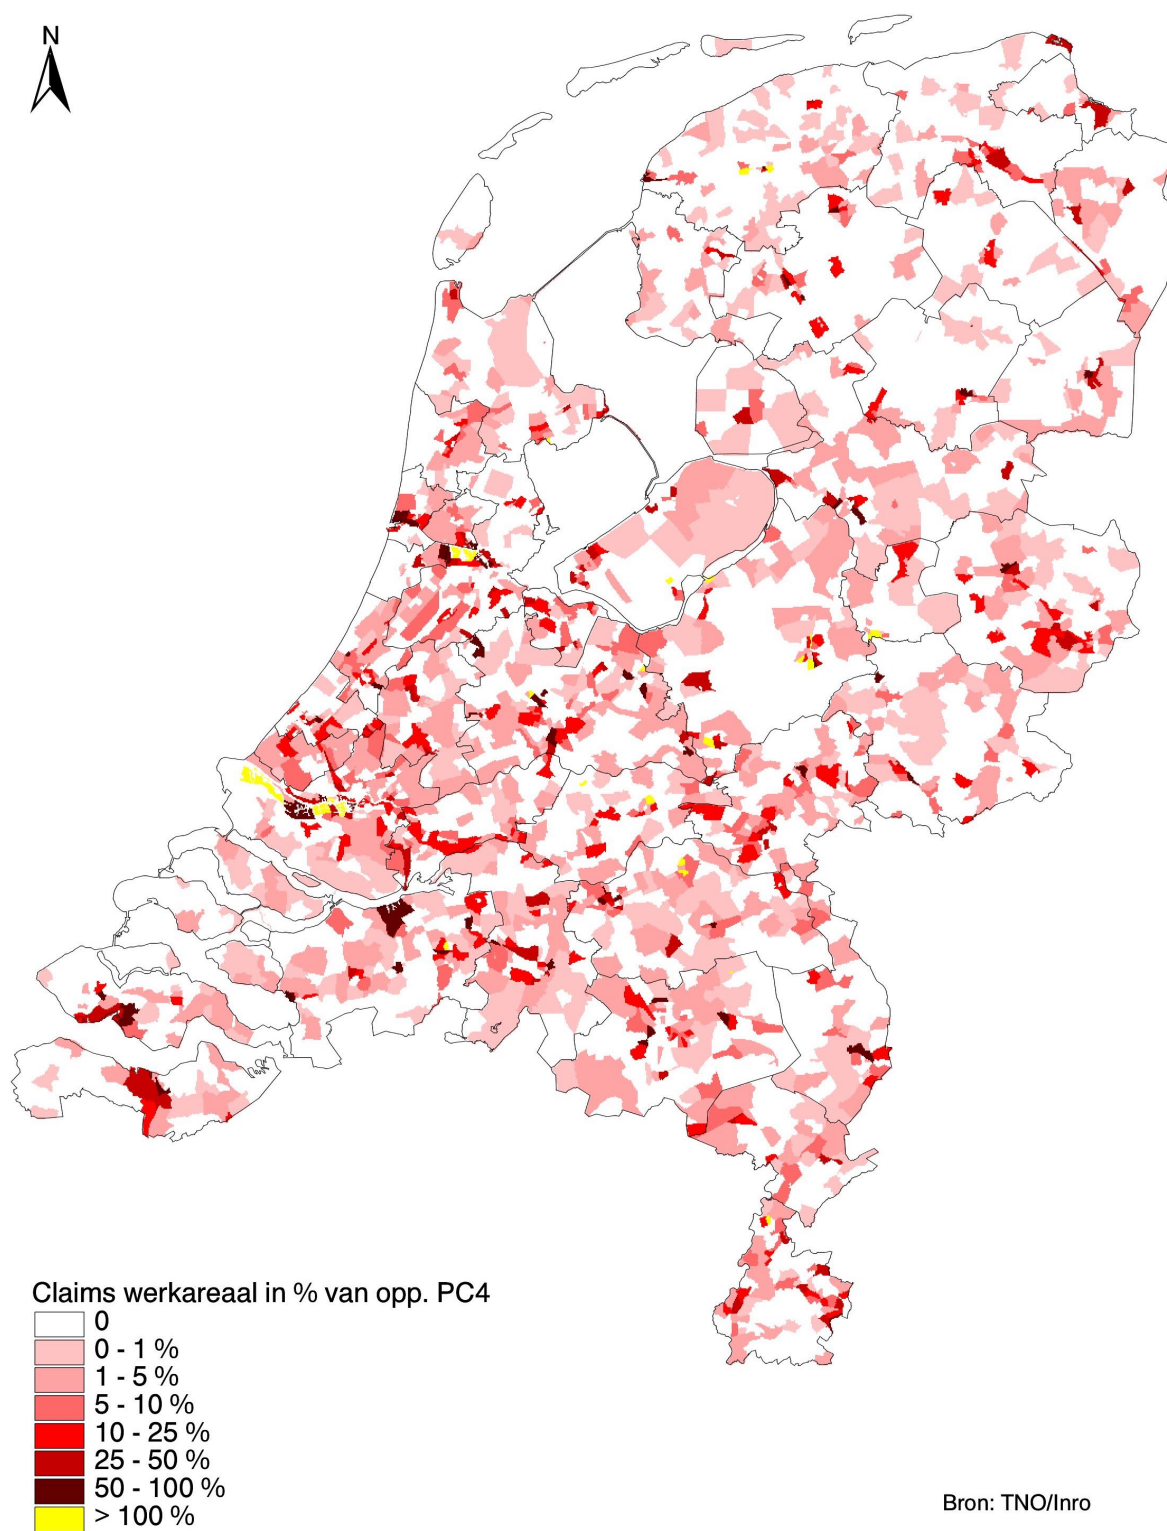 N
Claims werkareaal in % van opp. PC4
0
0 - 1 %
1 - 5 %
5 - 10 %
10 - 25 %
25 - 50 %
50 - 100 %
> 100 %
Bron: TNO/Inro